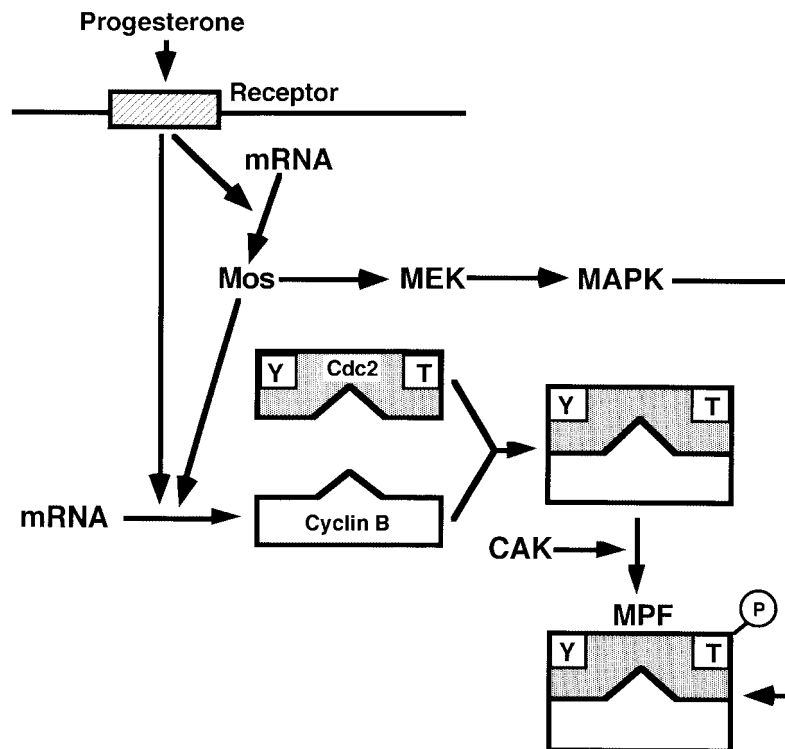 Progesterone
Receptor
mRNA
Mos
MEK
MAPK
Y
Cdc2
T
Y
T
mRNA
Cyclin B
CAK
MPF
P
Y
T